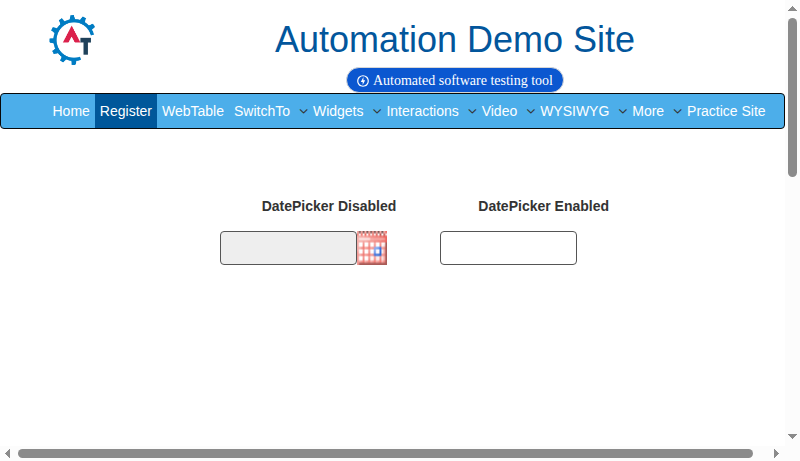 AT
Automation Demo Site
Automated software testing tool
Home Register WebTable SwitchTo Widgets Interactions Video WYSIWYG More Practice Site
DatePicker Disabled DatePicker Enabled